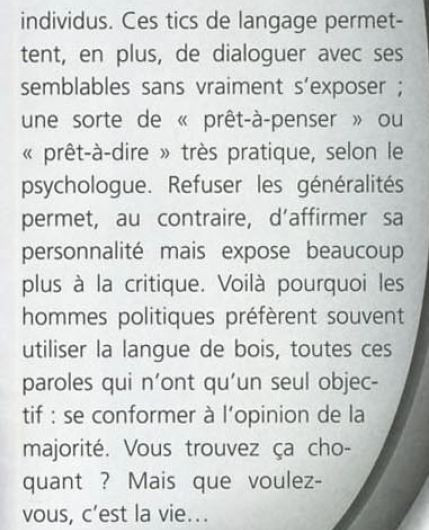 individus. Ces tics de langage permet-
tent, en plus, de dialoguer avec ses
semblables sans vraiment s'exposer ;
une sorte de « prêt-à-penser » ou
« prêt-à-dire » très pratique, selon le
psychologue. Refuser les généralités
permet, au contraire, d'affirmer sa
personnalité mais expose beaucoup
plus à la critique. Voilà pourquoi les
hommes politiques préfèrent souvent
utiliser la langue de bois, toutes ces
paroles qui n'ont qu'un seul objec-
tif : se conformer à l'opinion de la
majorité. Vous trouvez ça cho-
quant ? Mais que voulez-
vous, c'est la vie...